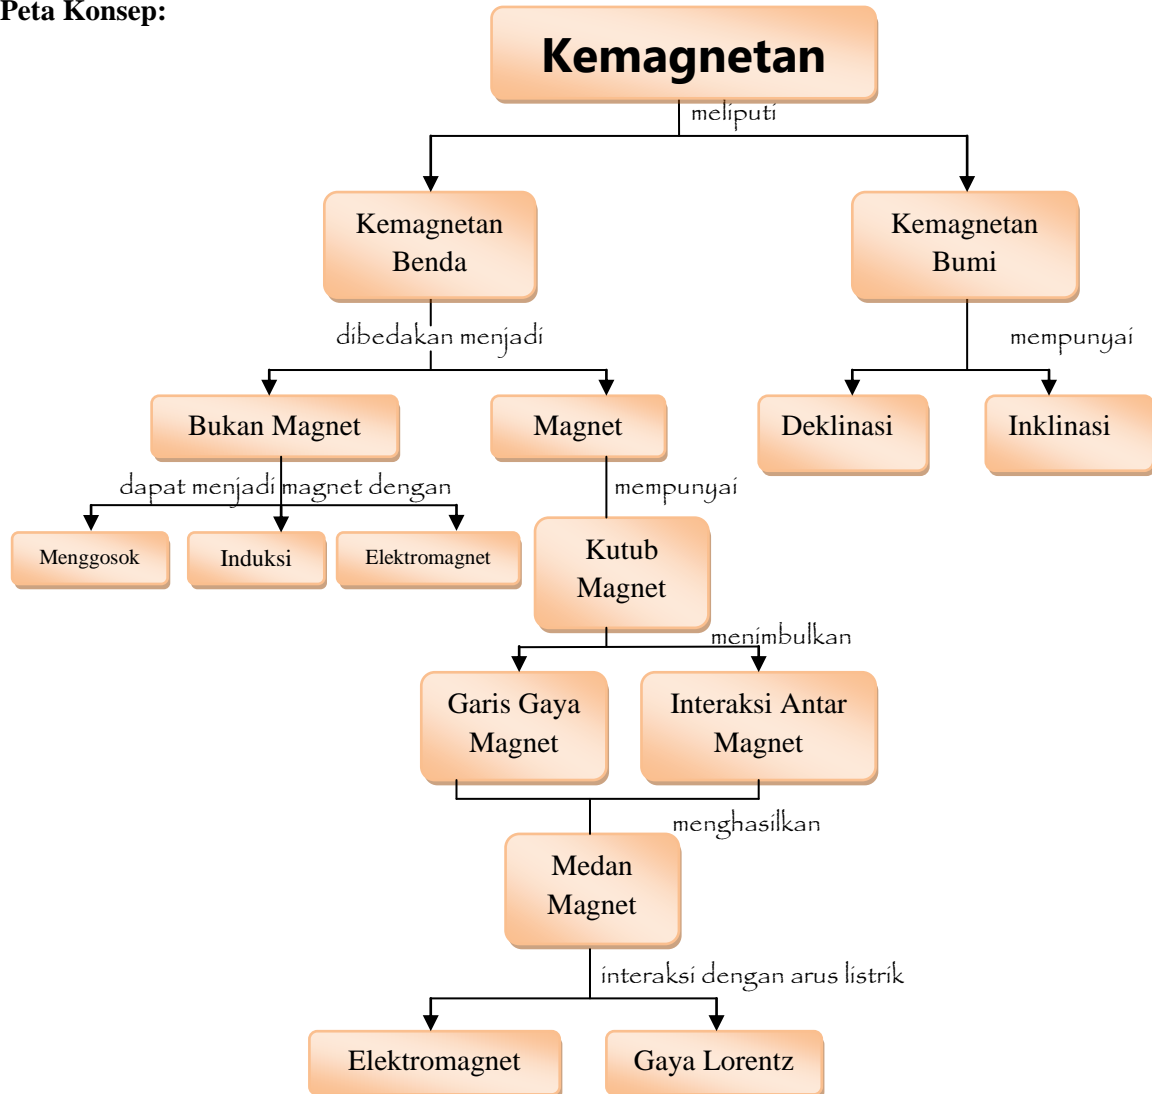 Peta Konsep:
Kemagnetan
meliputi
Kemagnetan
Benda
Kemagnetan
Bumi
dibedakan menjadi
mempunyai
Bukan Magnet
Magnet
Deklinasi
Inklinasi
dapat menjadi magnet dengan
mempunyai
Menggosok
Induksi
Elektromagnet
Kutub
Magnet
menimbulkan
Garis Gaya
Magnet
Interaksi Antar
Magnet
menghasilkan
Medan
Magnet
interaksi dengan arus listrik
Elektromagnet
Gaya Lorentz